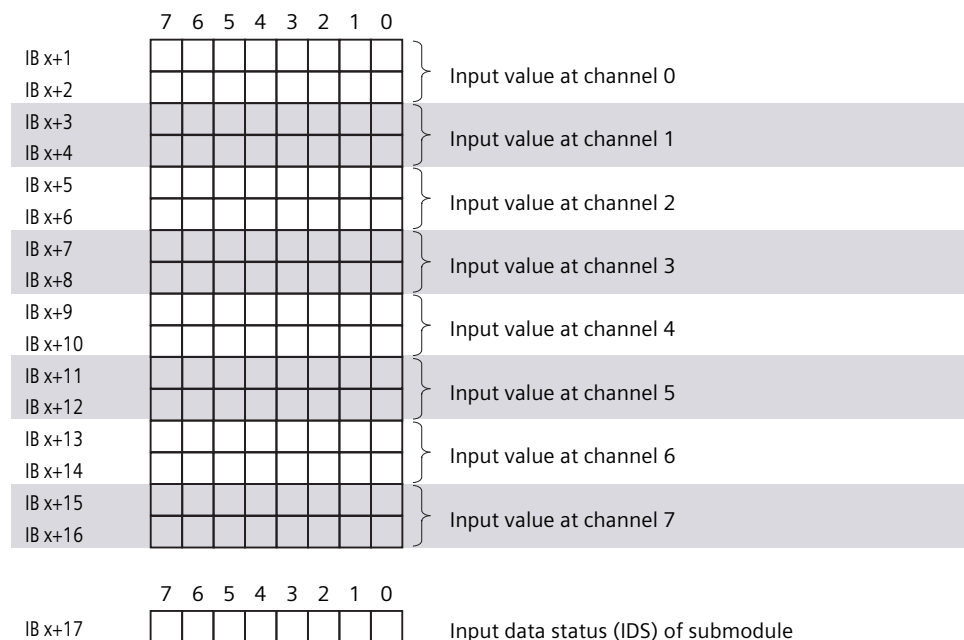 7 6 5 4 3 2 1 0
IB x+1
Input value at channel 0
IB x+2
IB x+3
Input value at channel 1
IB x+4
IB x+5
Input value at channel 2
IB x+6
IB x+7
Input value at channel 3
IB x+8
IB x+9
Input value at channel 4
IB x+10
IB x+11
Input value at channel 5
IB x+12
IB x+13
Input value at channel 6
IB x+14
IB x+15
Input value at channel 7
IB x+16
7 6 5 4 3 2 1 0
IB x+17 Input data status (IDS) of submodule